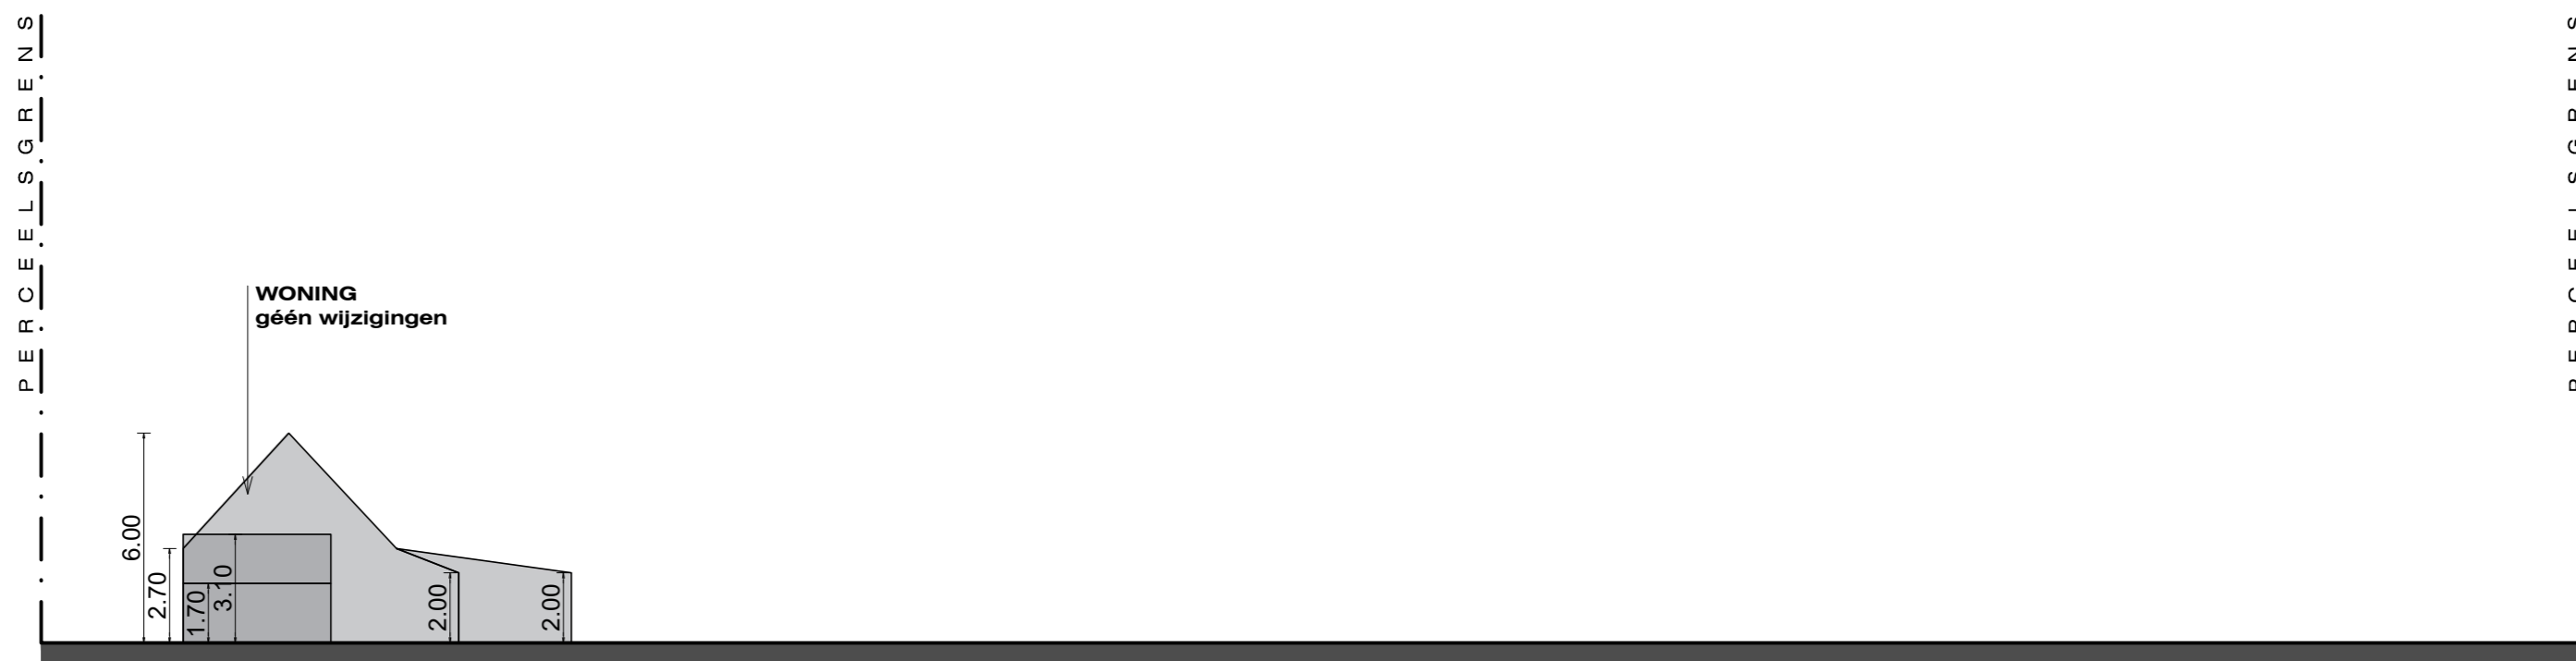 PERCEELSGRENS
WONING
géén wijzigingen
6.00
2.70
1.70
3.10
2.00
2.00
PERCEELSGRENS